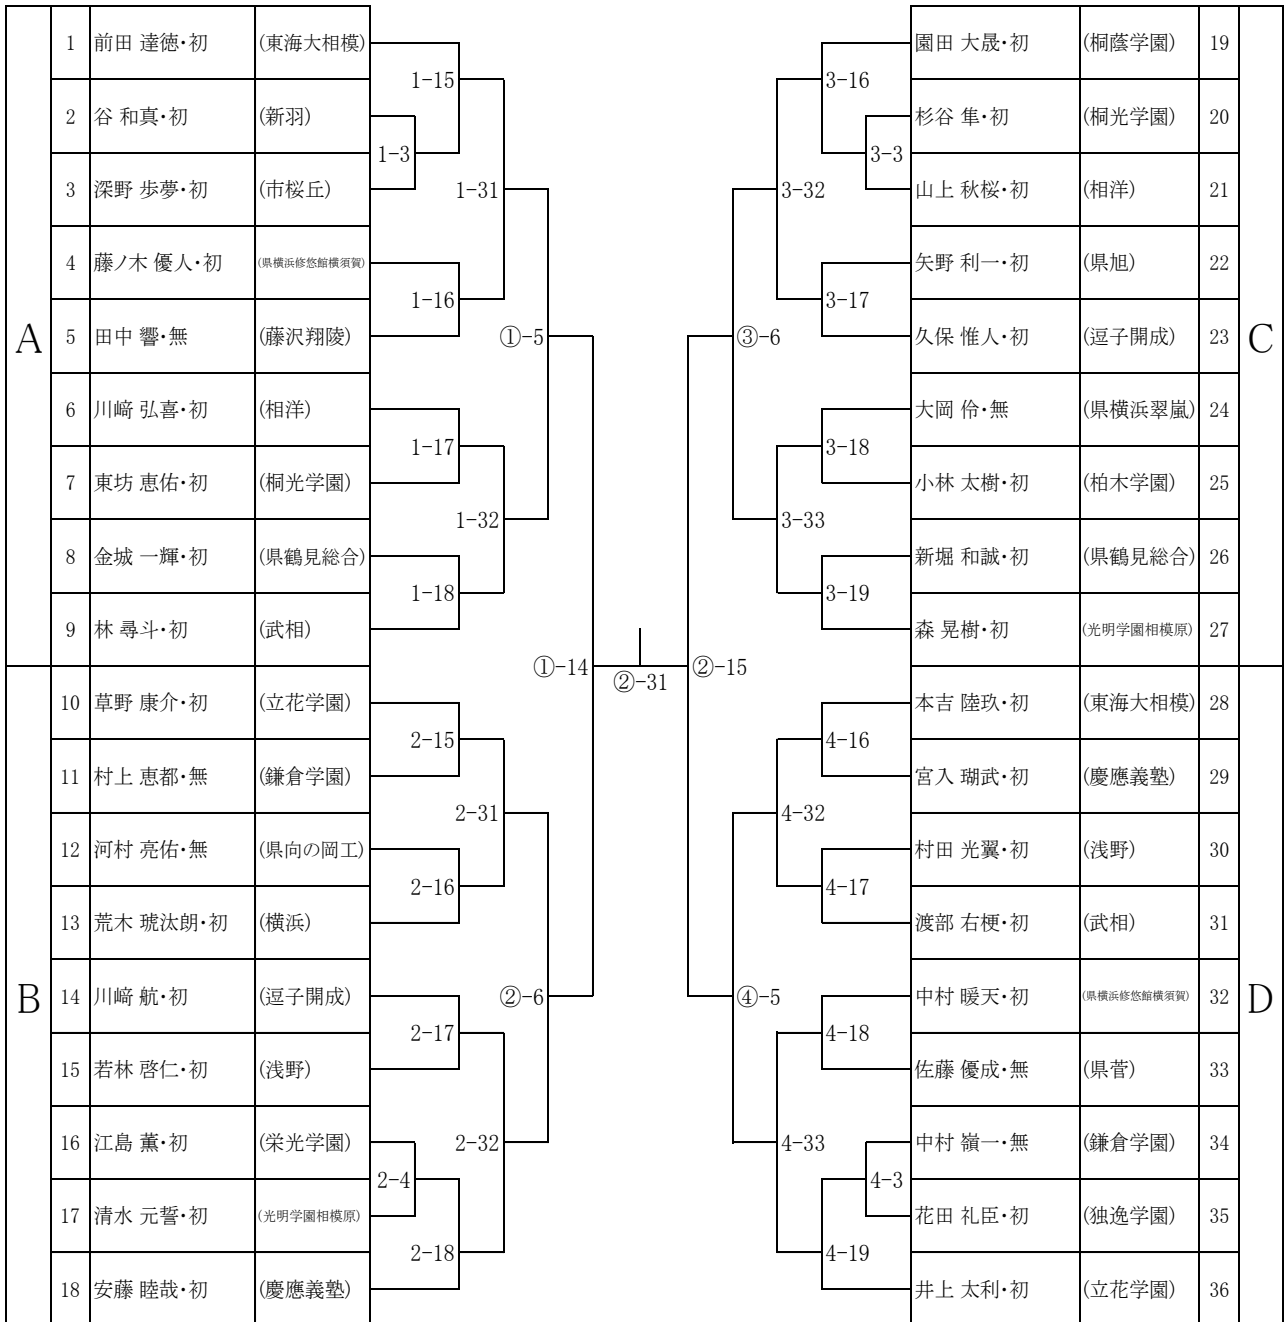 A
1 前田 達徳・初 (東海大相模)
2 谷 和真・初 (新羽)
3 深野 歩夢・初 (市桜丘)
4 藤ノ木 優人・初 (県横浜修悠館横須賀)
5 田中 響・無 (藤沢翔陵)
6 川﨑 弘喜・初 (相洋)
7 東坊 恵佑・初 (桐光学園)
8 金城 一輝・初 (県鶴見総合)
9 林 尋斗・初 (武相)
B
10 草野 康介・初 (立花学園)
11 村上 恵都・無 (鎌倉学園)
12 河村 亮佑・無 (県向の岡工)
13 荒木 琥汰朗・初 (横浜)
14 川﨑 航・初 (逗子開成)
15 若林 啓仁・初 (浅野)
16 江島 薫・初 (栄光学園)
17 清水 元誓・初 (光明学園相模原)
18 安藤 睦哉・初 (慶應義塾)
1-3
2-4
1-15
1-16
1-17
1-18
2-15
2-16
2-17
2-18
1-31
1-32
2-31
2-32
①-5
②-6
①-14
②-31
②-15
③-6
④-5
3-32
3-33
4-32
4-33
3-16
3-17
3-18
3-19
4-16
4-17
4-18
4-19
3-3
4-3
C
園田 大晟・初 (桐蔭学園) 19
杉谷 隼・初 (桐光学園) 20
山上 秋桜・初 (相洋) 21
矢野 利一・初 (県旭) 22
久保 惟人・初 (逗子開成) 23
大岡 伶・無 (県横浜翠嵐) 24
小林 太樹・初 (柏木学園) 25
新堀 和誠・初 (県鶴見総合) 26
森 晃樹・初 (光明学園相模原) 27
D
本吉 陸玖・初 (東海大相模) 28
宮入 瑚武・初 (慶應義塾) 29
村田 光翼・初 (浅野) 30
渡部 右梗・初 (武相) 31
中村 暖天・初 (県横浜修悠館横須賀) 32
佐藤 優成・無 (県菅) 33
中村 嶺一・無 (鎌倉学園) 34
花田 礼臣・初 (独逸学園) 35
井上 太利・初 (立花学園) 36